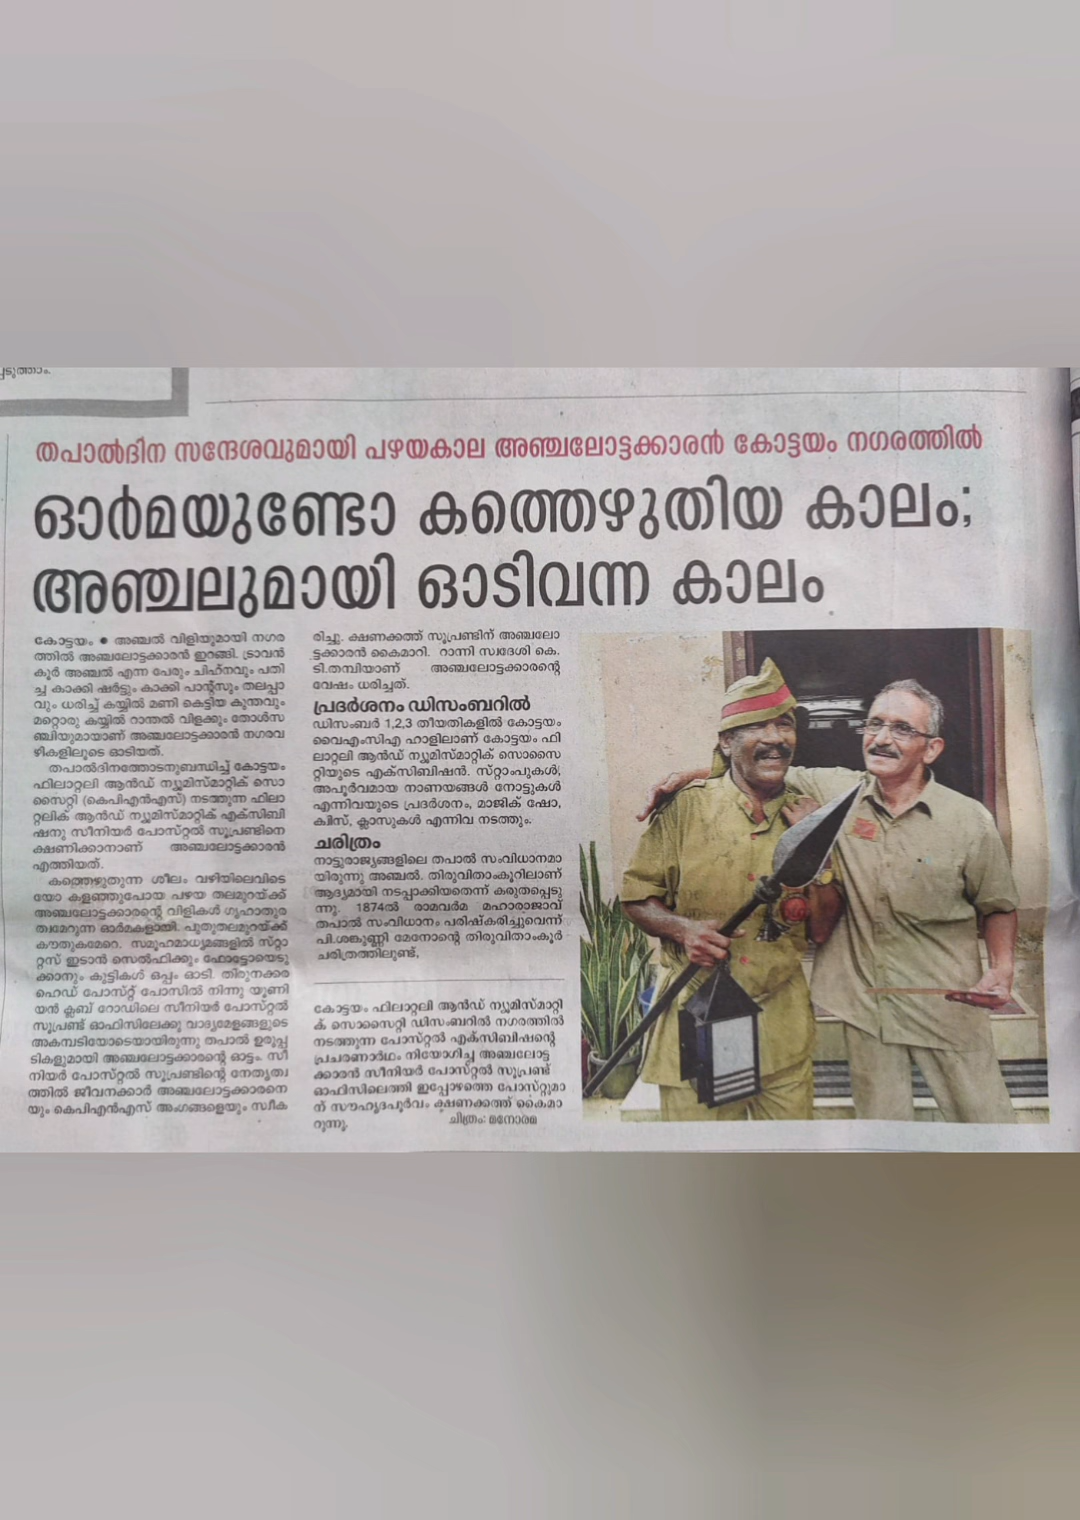 പ്പെടുത്താം.
തപാൽദിന സന്ദേശവുമായി പഴയകാല അഞ്ചലോട്ടക്കാരൻ കോട്ടയം നഗരത്തിൽ
ഓർമയുണ്ടോ കത്തെഴുതിയ കാലം;
അഞ്ചലുമായി ഓടിവന്ന കാലം
കോട്ടയം ● അഞ്ചൽ വിളിയുമായി നഗര
ത്തിൽ അഞ്ചലോട്ടക്കാരൻ ഇറങ്ങി. ട്രാവൻ
കൂർ അഞ്ചൽ എന്ന പേരും ചിഹ്നവും പതി
ച്ച കാക്കി ഷർട്ടും കാക്കി പാന്റ്സും തലപ്പാ
വും ധരിച്ച് കയ്യിൽ മണി കെട്ടിയ കുന്തവും
മറ്റൊരു കയ്യിൽ റാന്തൽ വിളക്കും തോൾസ
ഞ്ചിയുമായാണ് അഞ്ചലോട്ടക്കാരൻ നഗരവ
ഴികളിലൂടെ ഓടിയത്.
തപാൽദിനത്തോടനുബന്ധിച്ച് കോട്ടയം
ഫിലാറ്റലി ആൻഡ് ന്യൂമിസ്മാറ്റിക് സൊ
സൈറ്റി (കെപിഎൻഎസ്) നടത്തുന്ന ഫിലാ
റ്റലിക് ആൻഡ് ന്യൂമിസ്മാറ്റിക് എക്സിബി
ഷനു സീനിയർ പോസ്റ്റൽ സൂപ്രണ്ടിനെ
ക്ഷണിക്കാനാണ് അഞ്ചലോട്ടക്കാരൻ
എത്തിയത്.
കത്തെഴുതുന്ന ശീലം വഴിയിലെവിടെ
യോ കളഞ്ഞുപോയ പഴയ തലമുറയ്ക്ക്
അഞ്ചലോട്ടക്കാരന്റെ വിളികൾ ഗൃഹാതുര
ത്വമേറുന്ന ഓർമകളായി. പുതുതലമുറയ്ക്ക്
കൗതുകമേറെ. സമൂഹമാധ്യമങ്ങളിൽ സ്റ്റാ
റ്റസ് ഇടാൻ സെൽഫിക്കും ഫോട്ടോയെടു
ക്കാനും കുട്ടികൾ ഒപ്പം ഓടി. തിരുനക്കര
ഹെഡ് പോസ്റ്റ് പോസിൽ നിന്നു യൂണി
യൻ ക്ലബ് റോഡിലെ സീനിയർ പോസ്റ്റൽ
സൂപ്രണ്ട് ഓഫിസിലേക്കു വാദ്യമേളങ്ങളുടെ
അകമ്പടിയോടെയായിരുന്നു തപാൽ ഉരുപ്പ
ടികളുമായി അഞ്ചലോട്ടക്കാരന്റെ ഓട്ടം. സീ
നിയർ പോസ്റ്റൽ സൂപ്രണ്ടിന്റെ നേതൃത്വ
ത്തിൽ ജീവനക്കാർ അഞ്ചലോട്ടക്കാരനെ
യും കെപിഎൻഎസ് അംഗങ്ങളെയും സ്വീക
രിച്ചു. ക്ഷണക്കത്ത് സൂപ്രണ്ടിന് അഞ്ചലോ
ട്ടക്കാരൻ കൈമാറി. റാന്നി സ്വദേശി കെ.
ടി.തമ്പിയാണ് അഞ്ചലോട്ടക്കാരന്റെ
വേഷം ധരിച്ചത്.
പ്രദർശനം ഡിസംബറിൽ
ഡിസംബർ 1,2,3 തീയതികളിൽ കോട്ടയം
വൈഎംസിഎ ഹാളിലാണ് കോട്ടയം ഫി
ലാറ്റലി ആൻഡ് ന്യൂമിസ്മാറ്റിക് സൊസൈ
റ്റിയുടെ എക്സിബിഷൻ. സ്റ്റാംപുകൾ,
അപൂർവമായ നാണയങ്ങൾ നോട്ടുകൾ
എന്നിവയുടെ പ്രദർശനം, മാജിക് ഷോ,
ക്വിസ്, ക്ലാസുകൾ എന്നിവ നടത്തും.
ചരിത്രം
നാട്ടുരാജ്യങ്ങളിലെ തപാൽ സംവിധാനമാ
യിരുന്നു അഞ്ചൽ. തിരുവിതാംകൂറിലാണ്
ആദ്യമായി നടപ്പാക്കിയതെന്ന് കരുതപ്പെടു
ന്നു. 1874ൽ രാമവർമ മഹാരാജാവ്
തപാൽ സംവിധാനം പരിഷ്കരിച്ചുവെന്ന്
പി.ശങ്കുണ്ണി മേനോന്റെ തിരുവിതാംകൂർ
ചരിത്രത്തിലുണ്ട്,
കോട്ടയം ഫിലാറ്റലി ആൻഡ് ന്യൂമിസ്മാറ്റി
ക് സൊസൈറ്റി ഡിസംബറിൽ നഗരത്തിൽ
നടത്തുന്ന പോസ്റ്റൽ എക്സിബിഷന്റെ
പ്രചരണാർഥം നിയോഗിച്ച അഞ്ചലോട്ട
ക്കാരൻ സീനിയർ പോസ്റ്റൽ സൂപ്രണ്ട്
ഓഫിസിലെത്തി ഇപ്പോഴത്തെ പോസ്റ്റുമാ
ന് സൗഹൃദപൂർവം ക്ഷണക്കത്ത് കൈമാ
റുന്നു. ചിത്രം: മനോരമ